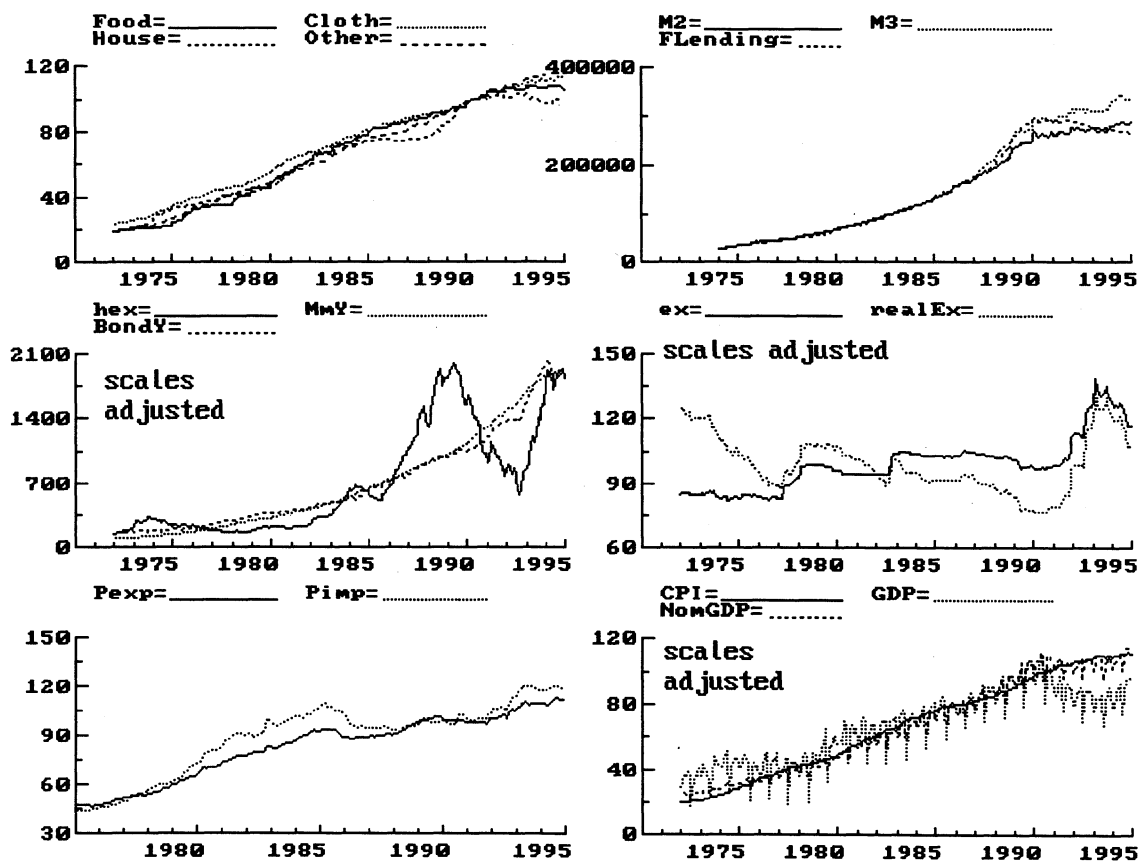 Food= Cloth=
House= Other=
120
80
40
0
1975 1980 1985 1990 1995
M2= M3=
FLending=
400000
200000
0
1975 1980 1985 1990 1995
hex= MmY=
BondY=
2100
1400
700
0
scales
adjusted
1975 1980 1985 1990 1995
ex= realEx=
150
120
90
60
scales adjusted
1975 1980 1985 1990 1995
Pexp= Pimp=
150
120
90
60
30
1980 1985 1990 1995
CPI= GDP=
NomGDP=
120
80
40
0
scales
adjusted
1975 1980 1985 1990 1995